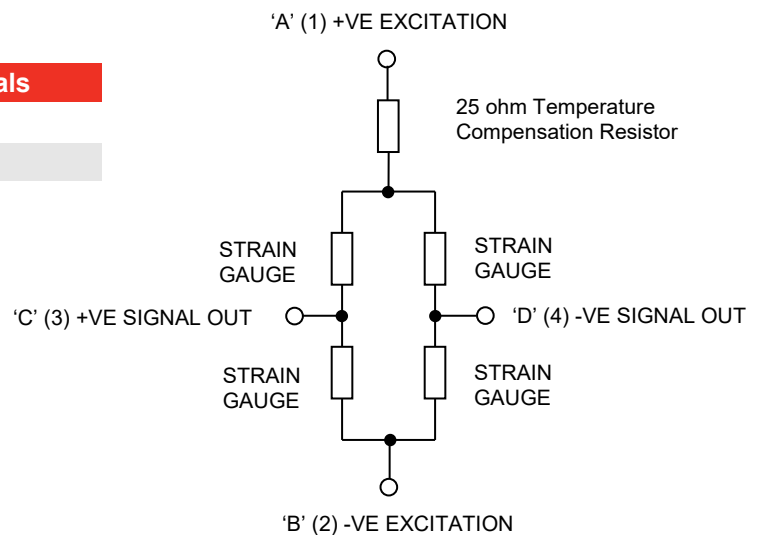 ‘A’ (1) +VE EXCITATION
als
25 ohm Temperature
Compensation Resistor
STRAIN
GAUGE
STRAIN
GAUGE
‘C’ (3) +VE SIGNAL OUT
‘D’ (4) -VE SIGNAL OUT
STRAIN
GAUGE
STRAIN
GAUGE
‘B’ (2) -VE EXCITATION